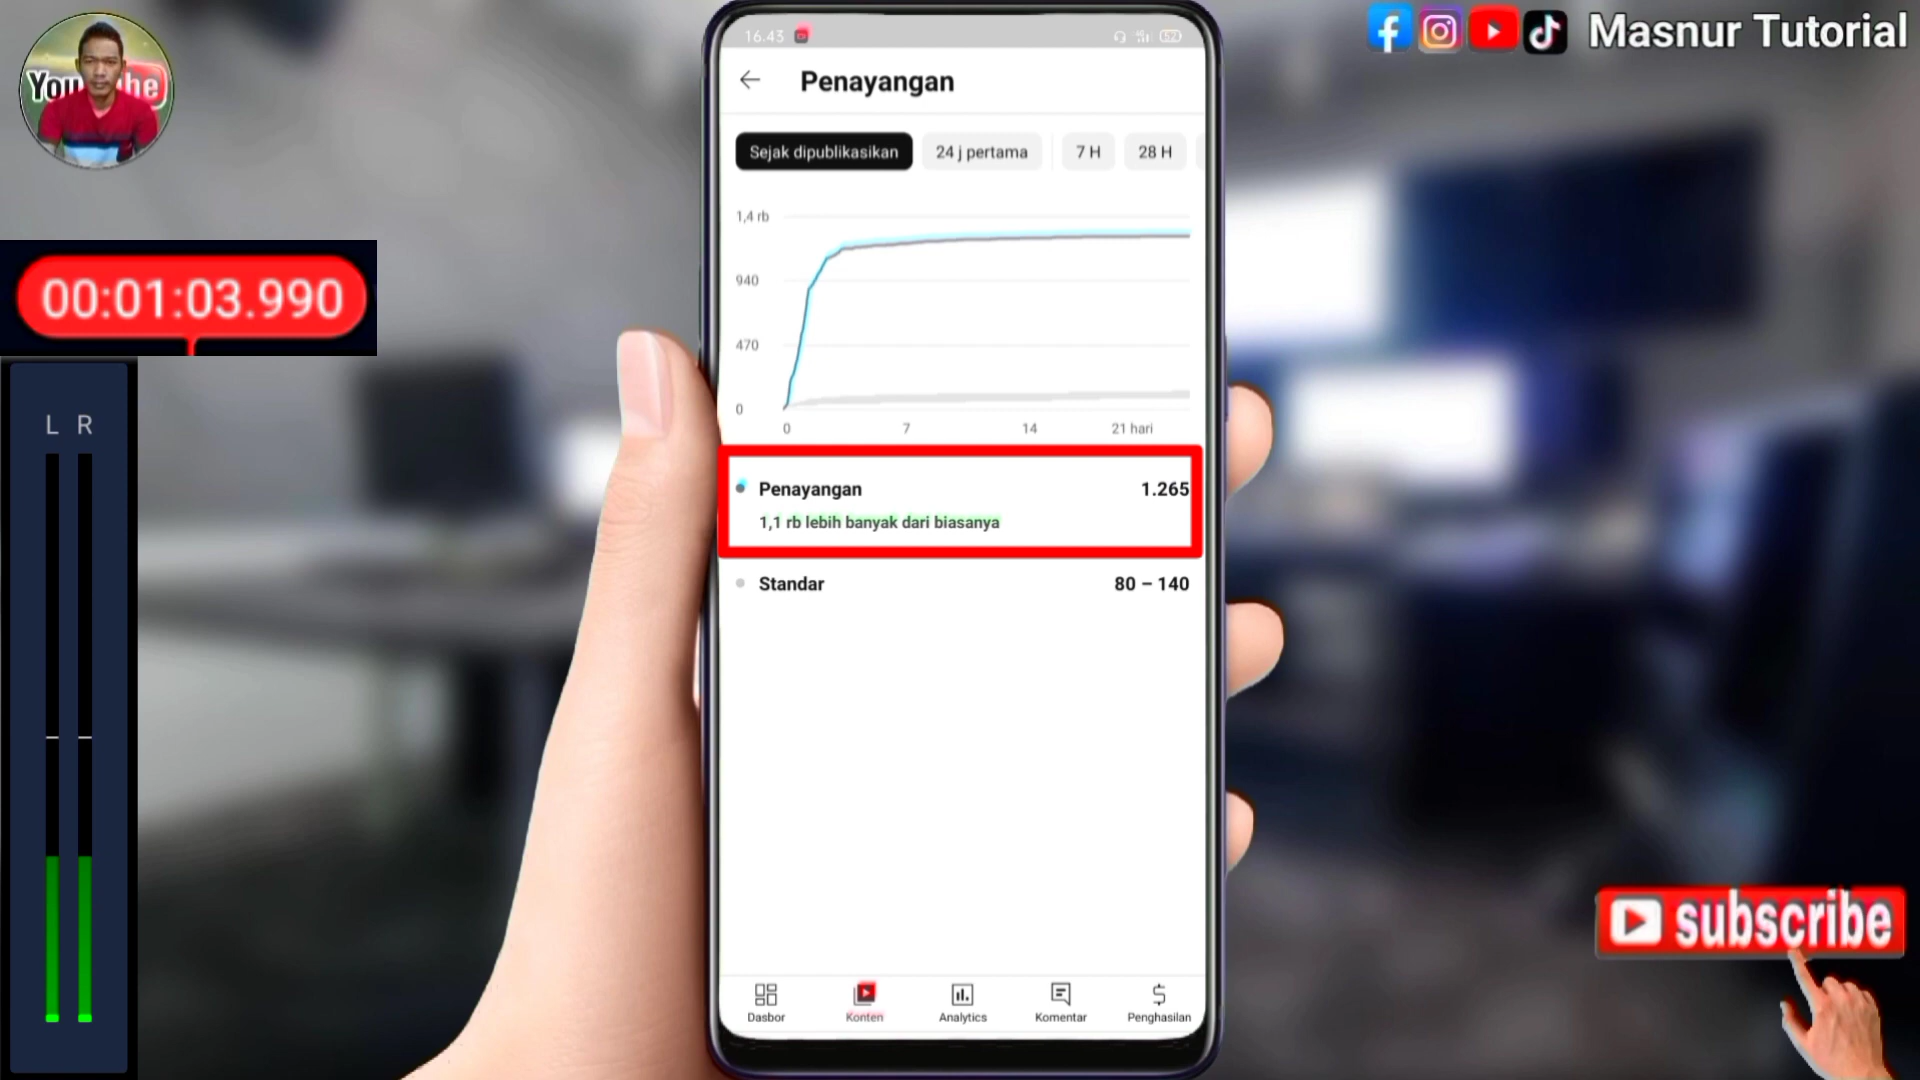 YouTube
Masnur Tutorial
00:01:03.990
L R
16.43
52
Penayangan
Sejak dipublikasikan
24 j pertama
7 H
28 H
1,4 rb
940
470
0
0 7 14 21 hari
Penayangan 1.265
1,1 rb lebih banyak dari biasanya
Standar 80 – 140
subscribe
Dasbor Konten Analytics Komentar Penghasilan